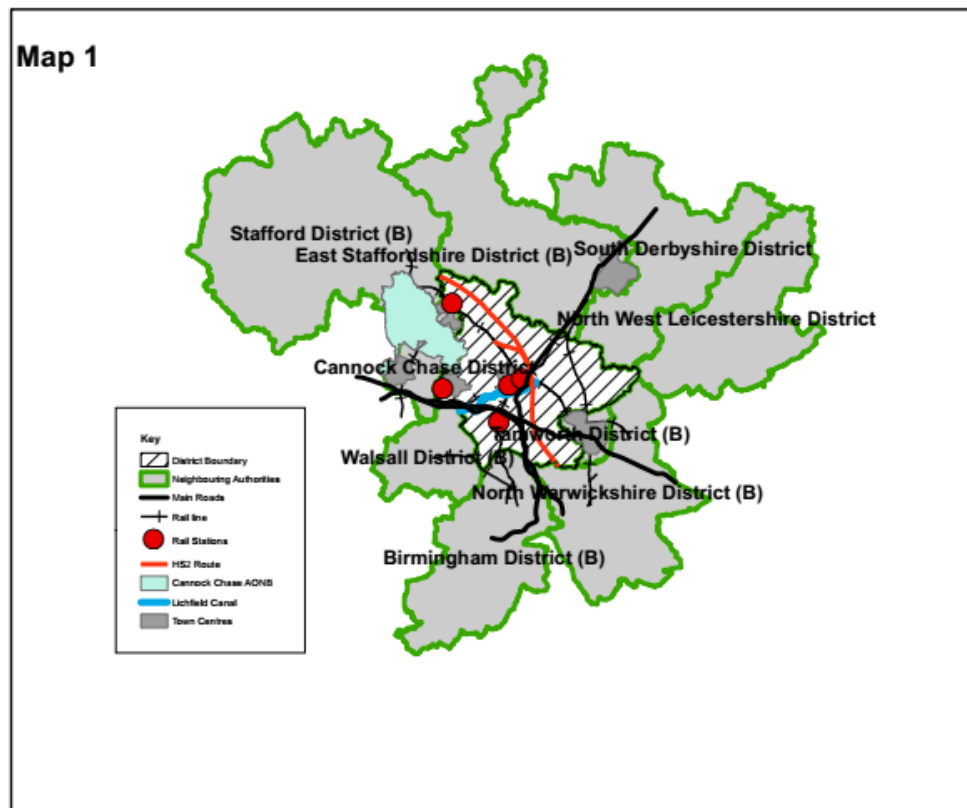 Map 1
Stafford District (B)
East Staffordshire District (B)
South Derbyshire District
North West Leicestershire District
Cannock Chase District
Tamworth District (B)
Walsall District (B)
North Warwickshire District (B)
Birmingham District (B)
Key
District Boundary
Neighbouring Authorities
Main Roads
Rail line
Rail Stations
HS2 Route
Cannock Chase AONB
Lichfield Canal
Town Centres